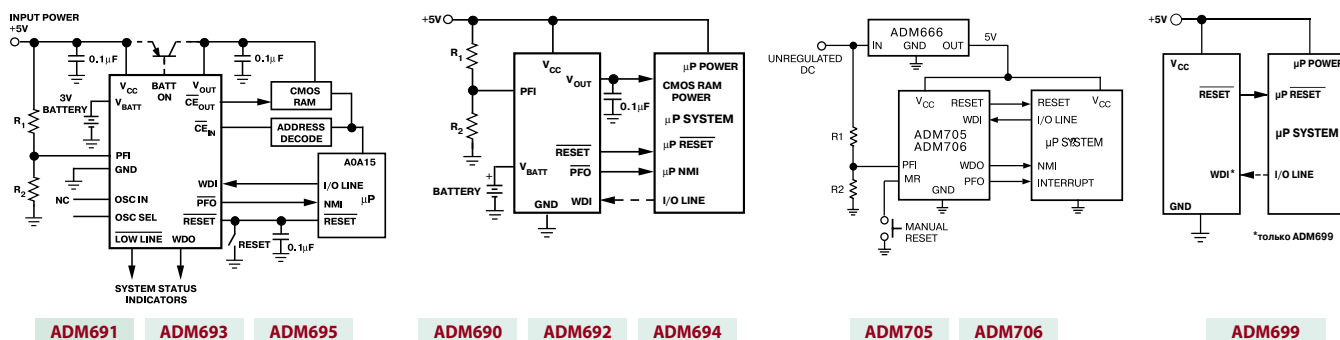 INPUT POWER
+5V
0.1µF
0.1µF
3V
BATTERY
VCC
BATT
ON
VOUT
VBATT
CEOUT
CMOS
RAM
CEIN
ADDRESS
DECODE
R1
A0A15
PFI
GND
WDI
I/O LINE
R2
NC
OSC IN
PFO
NMI
µP
OSC SEL
RESET
RESET
LOW LINE
WDO
RESET
0.1µF
SYSTEM STATUS
INDICATORS
ADM691
ADM693
ADM695
+5V
R1
VCC
VOUT
µP POWER
PFI
CMOS RAM
POWER
0.1µF
R2
µP SYSTEM
RESET
µP RESET
+
VBATT
PFO
µP NMI
BATTERY
GND
WDI
I/O LINE
ADM690
ADM692
ADM694
ADM666
IN
GND
OUT
5V
UNREGULATED
DC
VCC
RESET
RESET
VCC
WDI
I/O LINE
R1
ADM705
ADM706
µP SYSTEM
PFI
WDO
NMI
MR
R2
PFO
INTERRUPT
GND
MANUAL
RESET
ADM705
ADM706
+5V
VCC
µP POWER
RESET
µP RESET
µP SYSTEM
WDI*
I/O LINE
GND
*только ADM699
ADM699